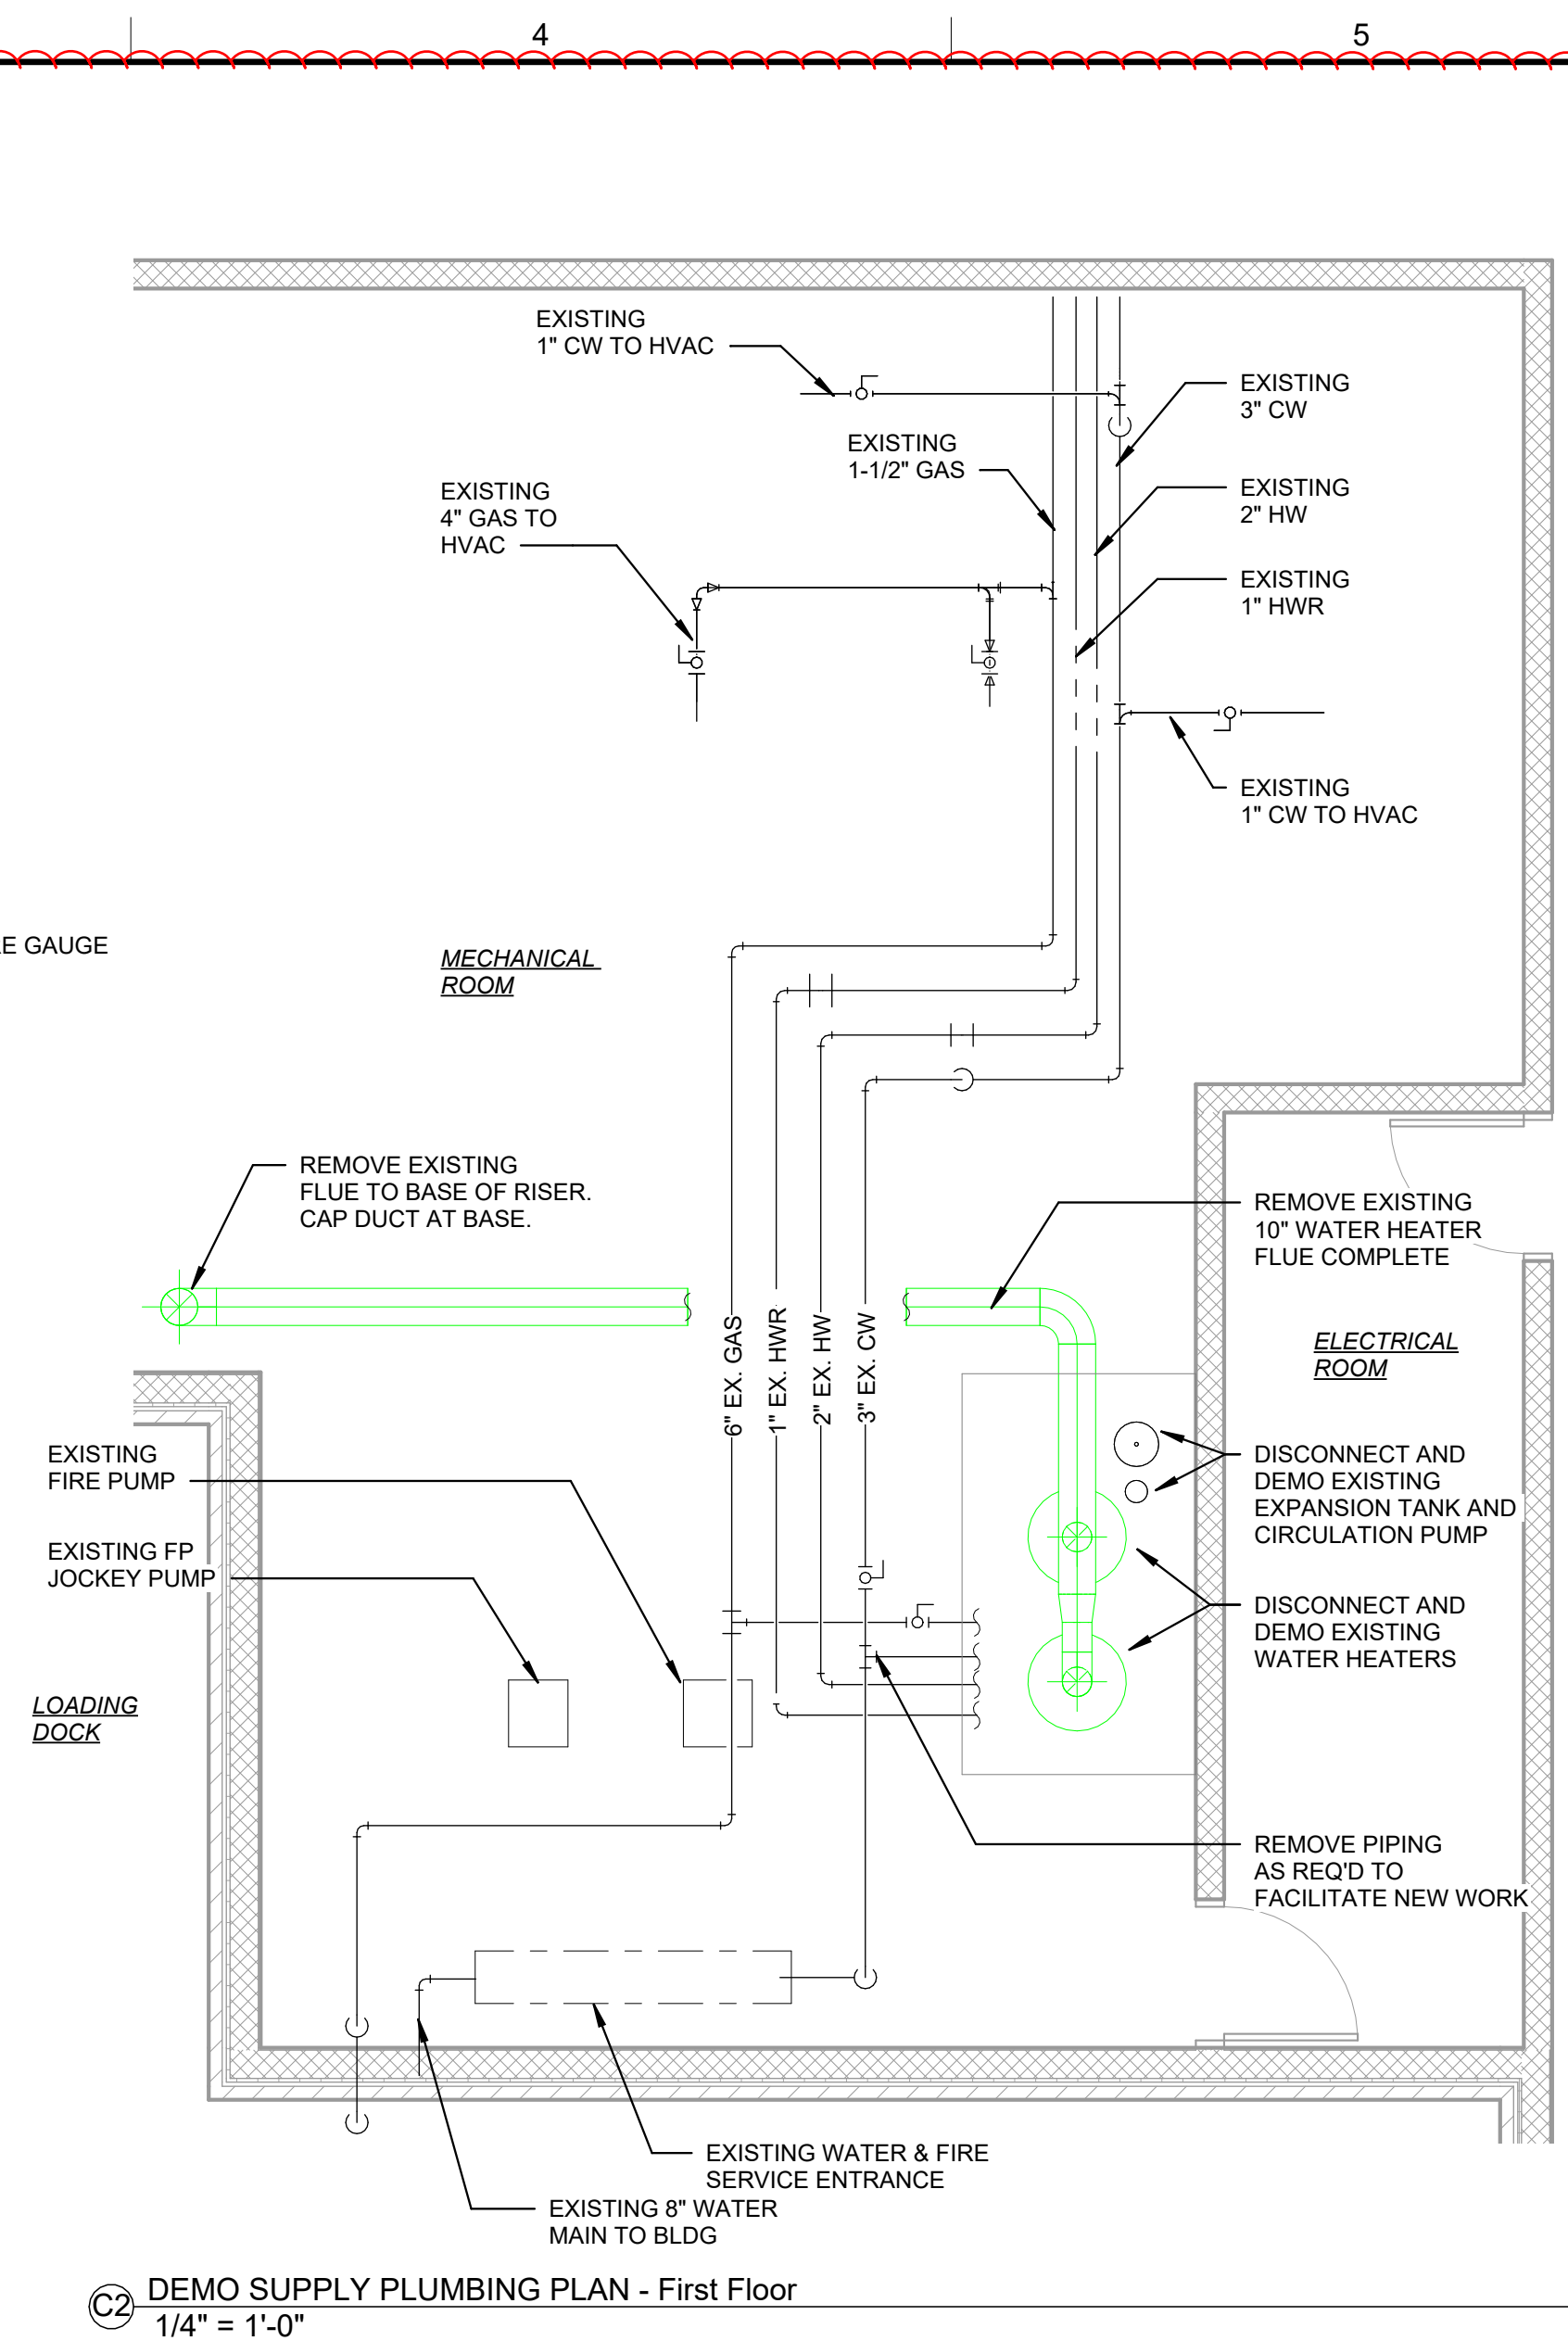 4
5
EXISTING
1" CW TO HVAC
EXISTING
3" CW
EXISTING
1-1/2" GAS
EXISTING
4" GAS TO
HVAC
EXISTING
2" HW
EXISTING
1" HWR
EXISTING
1" CW TO HVAC
E GAUGE
MECHANICAL
ROOM
REMOVE EXISTING
FLUE TO BASE OF RISER.
CAP DUCT AT BASE.
REMOVE EXISTING
10" WATER HEATER
FLUE COMPLETE
6" EX. GAS
1" EX. HWR
2" EX. HW
3" EX. CW
ELECTRICAL
ROOM
EXISTING
FIRE PUMP
EXISTING FP
JOCKEY PUMP
DISCONNECT AND
DEMO EXISTING
EXPANSION TANK AND
CIRCULATION PUMP
DISCONNECT AND
DEMO EXISTING
WATER HEATERS
LOADING
DOCK
REMOVE PIPING
AS REQ'D TO
FACILITATE NEW WORK
EXISTING WATER & FIRE
SERVICE ENTRANCE
EXISTING 8" WATER
MAIN TO BLDG
C2
DEMO SUPPLY PLUMBING PLAN - First Floor
1/4" = 1'-0"